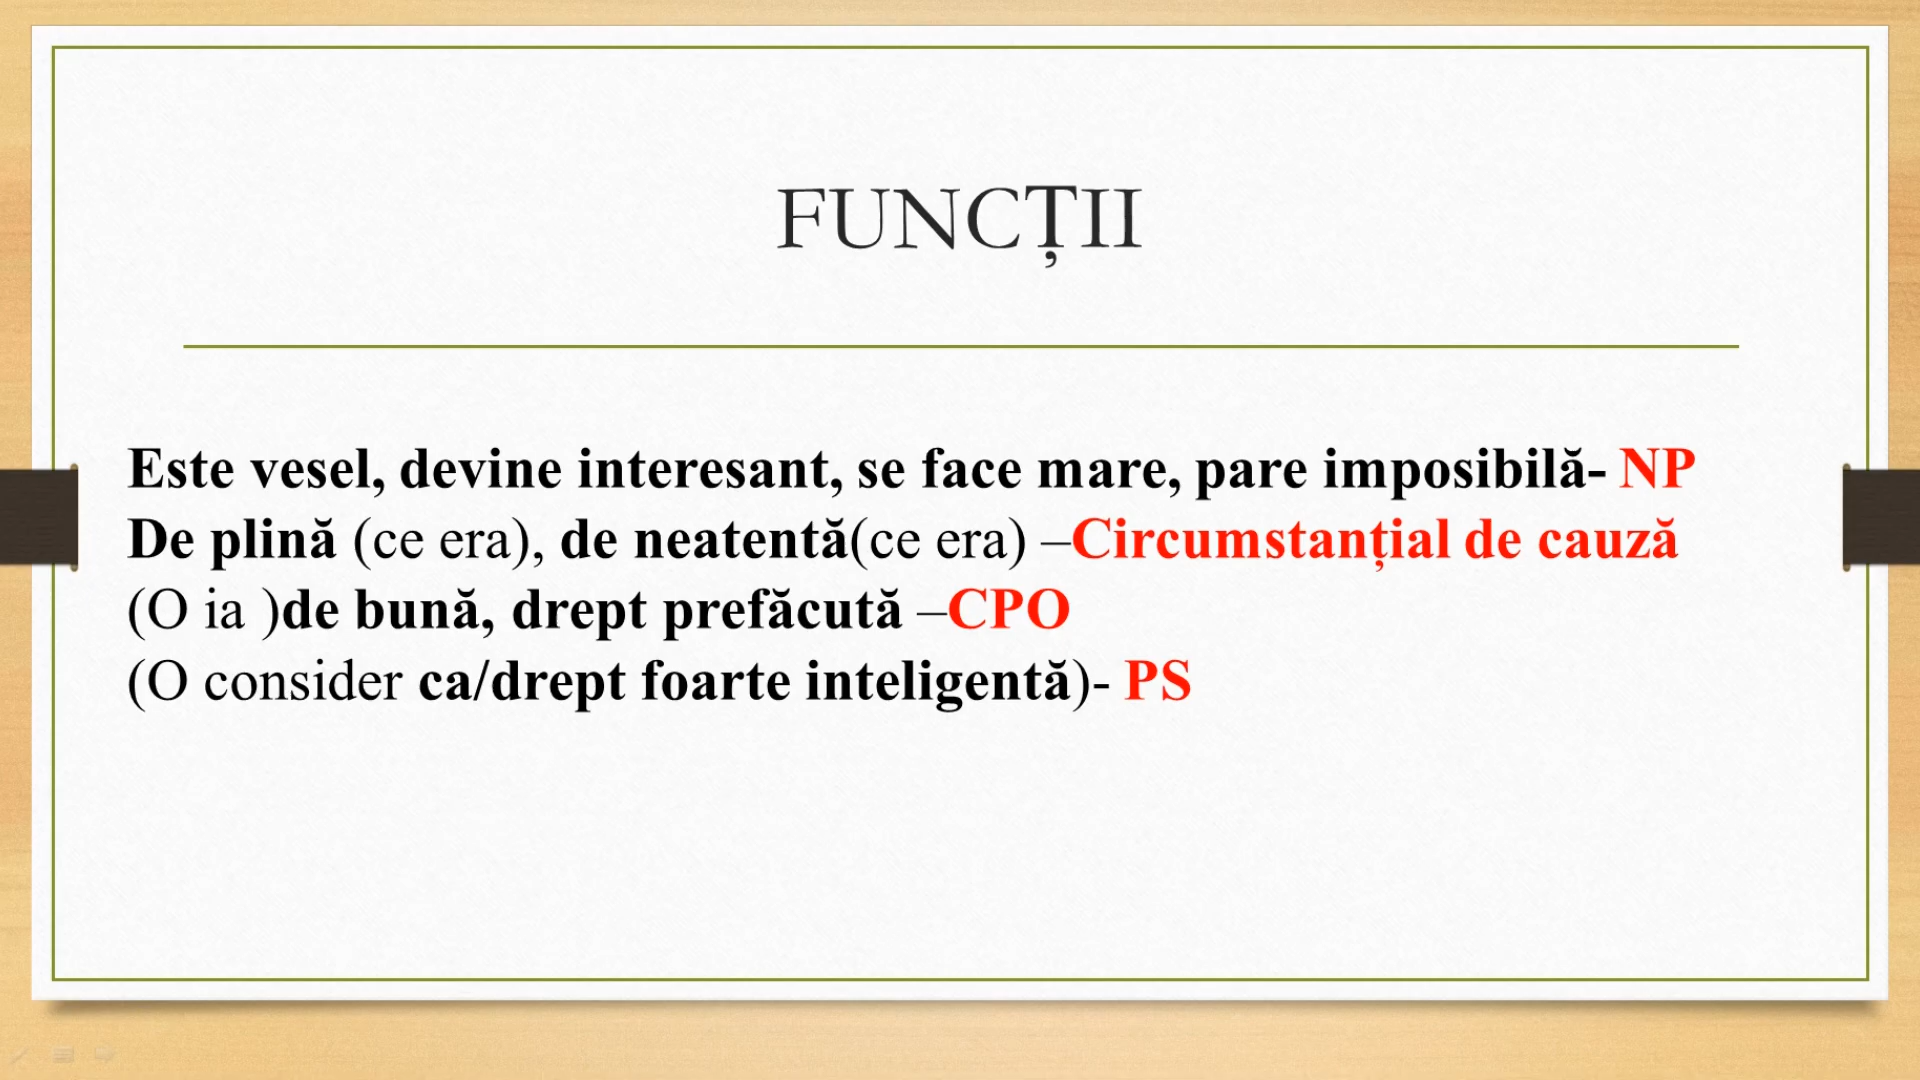 FUNCȚII
Este vesel, devine interesant, se face mare, pare imposibilă- NP
De plină (ce era), de neatentă(ce era) –Circumstanțial de cauză
(O ia )de bună, drept prefăcută –CPO
(O consider ca/drept foarte inteligentă)- PS